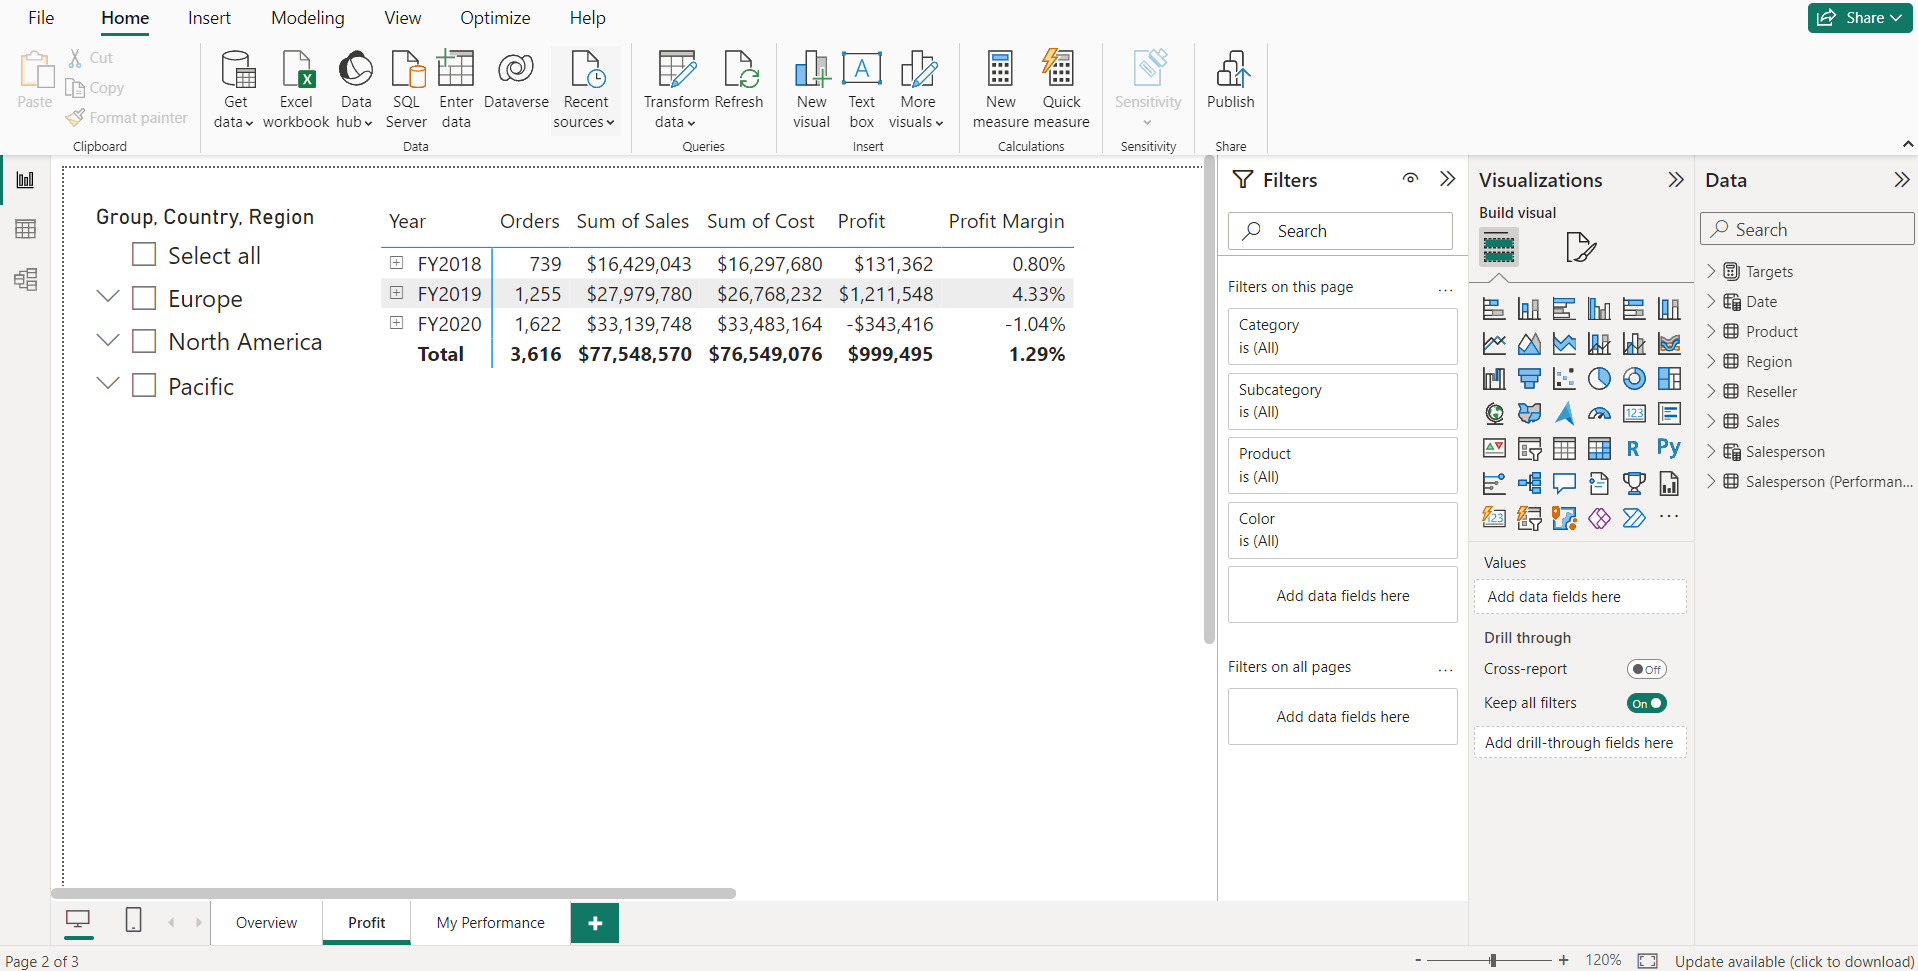 File Home Insert Modeling View Optimize Help Share
Paste
Cut
Copy
Format painter
Clipboard
Get data
Excel workbook
Data hub
SQL Server
Enter data
Dataverse
Recent sources
Data
Transform data
Refresh
Queries
New visual
A
Text box
More visuals
Insert
New measure
Quick measure
Calculations
Sensitivity
Sensitivity
Publish
Share
Group, Country, Region
Select all
Europe
North America
Pacific
Year Orders Sum of Sales Sum of Cost Profit Profit Margin
FY2018 739 $16,429,043 $16,297,680 $131,362 0.80%
FY2019 1,255 $27,979,780 $26,768,232 $1,211,548 4.33%
FY2020 1,622 $33,139,748 $33,483,164 -$343,416 -1.04%
Total 3,616 $77,548,570 $76,549,076 $999,495 1.29%
Filters
Search
Filters on this page ...
Category
is (All)
Subcategory
is (All)
Product
is (All)
Color
is (All)
Add data fields here
Filters on all pages ...
Add data fields here
Visualizations
Build visual
123
R Py
123
...
Values
Add data fields here
Drill through
Cross-report Off
Keep all filters On
Add drill-through fields here
Data
Search
Targets
Date
Product
Region
Reseller
Sales
Salesperson
Salesperson (Performan...
Overview Profit My Performance +
Page 2 of 3
- + 120% Update available (click to download)